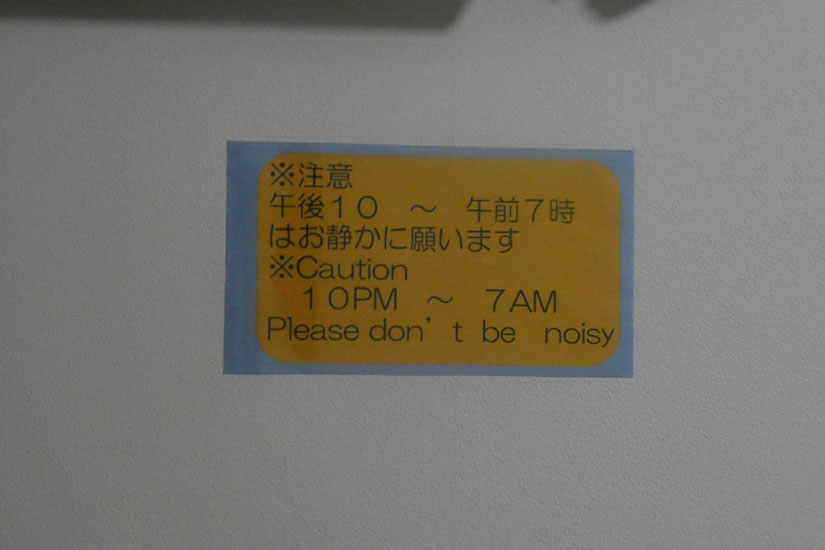 ※注意
午後１０　～　午前７時
はお静かに願います
※Caution
１０PM　～　７AM
Please don’t be　noisy